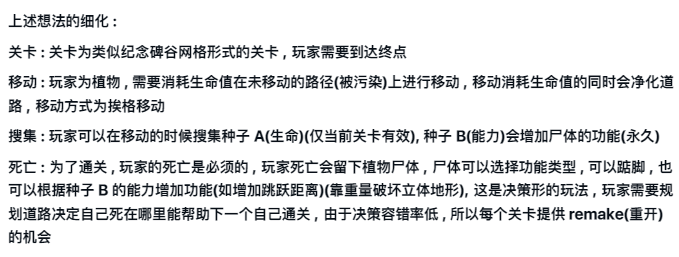 上述想法的细化：
关卡：关卡为类似纪念碑谷网格形式的关卡，玩家需要到达终点
移动：玩家为植物，需要消耗生命值在未移动的路径(被污染)上进行移动，移动消耗生命值的同时会净化道
路，移动方式为挨格移动
搜集：玩家可以在移动的时候搜集种子 A(生命)(仅当前关卡有效), 种子 B(能力)会增加尸体的功能(永久)
死亡：为了通关，玩家的死亡是必须的，玩家死亡会留下植物尸体，尸体可以选择功能类型，可以踮脚，也
可以根据种子 B 的能力增加功能(如增加跳跃距离)(靠重量破坏立体地形), 这是决策形的玩法，玩家需要规
划道路决定自己死在哪里能帮助下一个自己通关，由于决策容错率低，所以每个关卡提供 remake(重开)
的机会